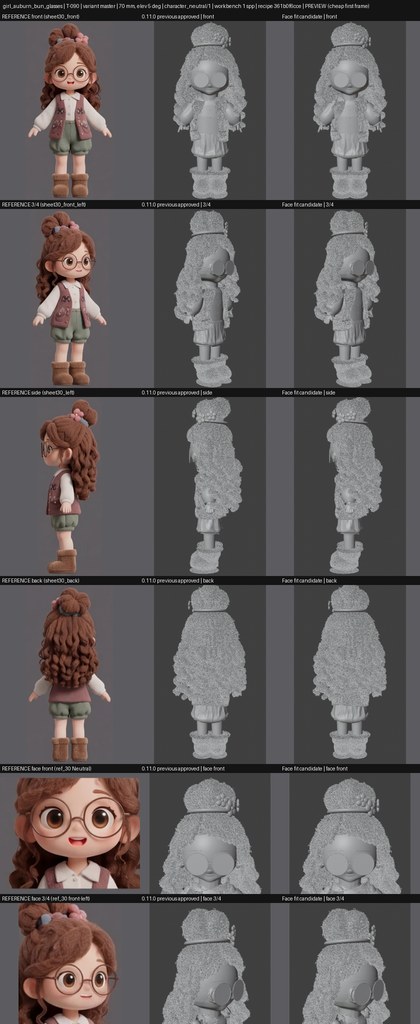 girl_auburn_bun_glasses | T-090 | variant master | 70 mm, elev 5 deg | character_neutral/1 | workbench 1 spp | recipe 361b0f6cce | PREVIEW (cheap first frame)
REFERENCE front (sheet30_front) 0.11.0 previous approved | front Face fit candidate | front
REFERENCE 3/4 (sheet30_front_left) 0.11.0 previous approved | 3/4 Face fit candidate | 3/4
REFERENCE side (sheet30_left) 0.11.0 previous approved | side Face fit candidate | side
REFERENCE back (sheet30_back) 0.11.0 previous approved | back Face fit candidate | back
REFERENCE face front (ref_30 Neutral) 0.11.0 previous approved | face front Face fit candidate | face front
REFERENCE face 3/4 (ref_30 front-left) 0.11.0 previous approved | face 3/4 Face fit candidate | face 3/4